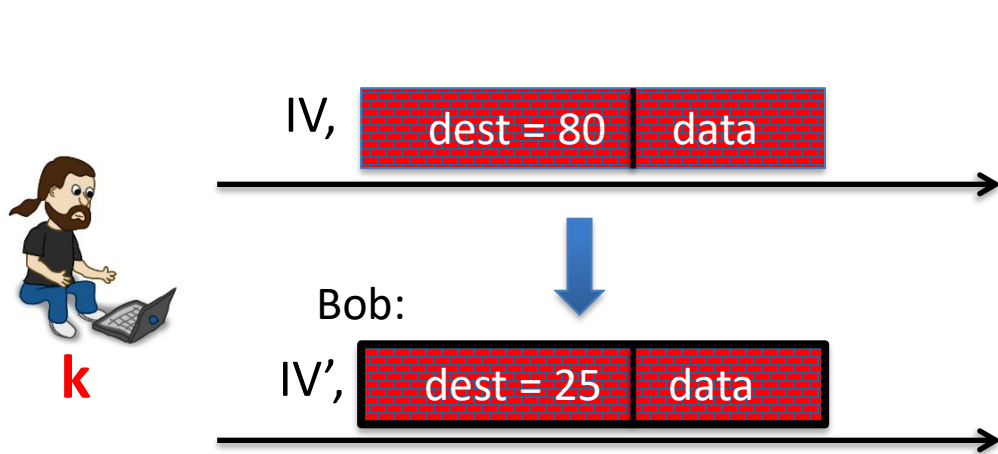 IV, dest = 80 data
Bob:
k
IV’, dest = 25 data